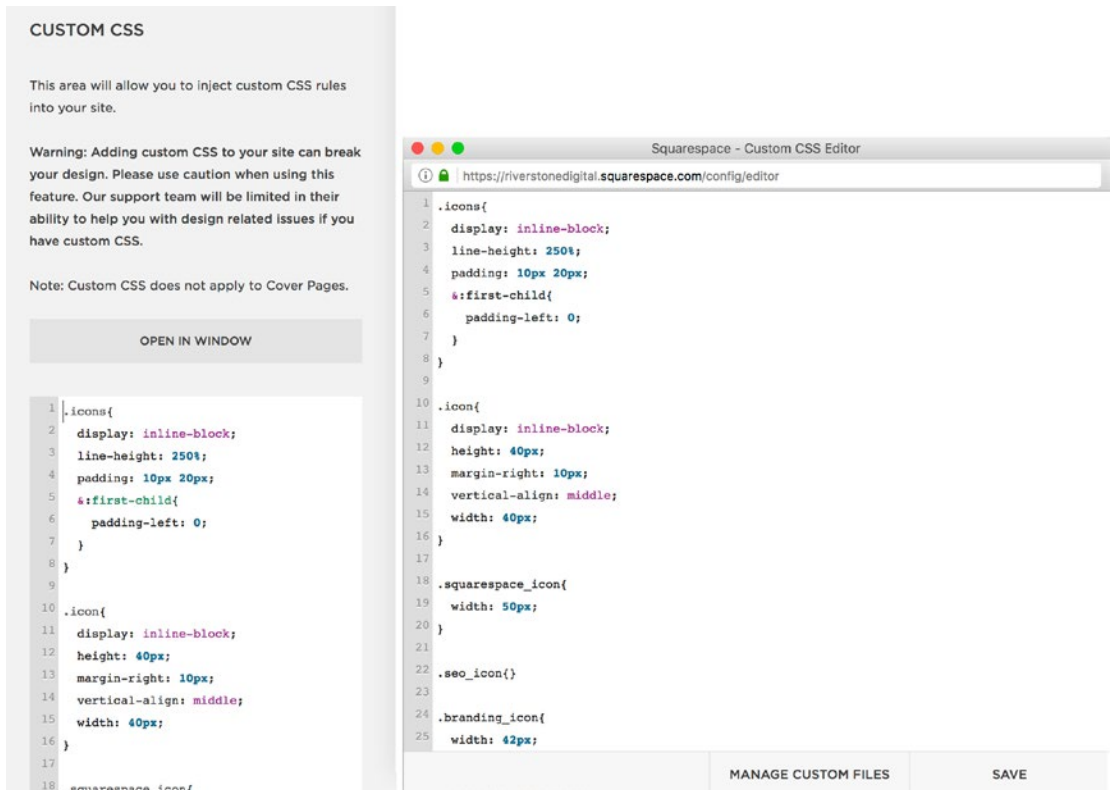 CUSTOM CSS
This area will allow you to inject custom CSS rules
into your site.
Warning: Adding custom CSS to your site can break
your design. Please use caution when using this
feature. Our support team will be limited in their
ability to help you with design related issues if you
have custom CSS.
Note: Custom CSS does not apply to Cover Pages.
OPEN IN WINDOW
1 .icons{
2 display: inline-block;
3 line-height: 250%;
4 padding: 10px 20px;
5 &:first-child{
6 padding-left: 0;
7 }
8 }
9
10 .icon{
11 display: inline-block;
12 height: 40px;
13 margin-right: 10px;
14 vertical-align: middle;
15 width: 40px;
16 }
17
18 .squarespace_icon{
Squarespace - Custom CSS Editor
https://riverstonedigital.squarespace.com/config/editor
1 .icons{
2 display: inline-block;
3 line-height: 250%;
4 padding: 10px 20px;
5 &:first-child{
6 padding-left: 0;
7 }
8 }
9
10 .icon{
11 display: inline-block;
12 height: 40px;
13 margin-right: 10px;
14 vertical-align: middle;
15 width: 40px;
16 }
17
18 .squarespace_icon{
19 width: 50px;
20 }
21
22 .seo_icon{}
23
24 .branding_icon{
25 width: 42px;
MANAGE CUSTOM FILES
SAVE